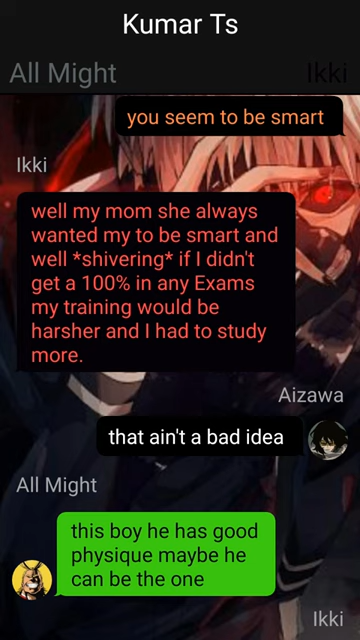 Kumar Ts
All Might
Ikki
you seem to be smart
Ikki
well my mom she always
wanted my to be smart and
well *shivering* if I didn't
get a 100% in any Exams
my training would be
harsher and I had to study
more.
Aizawa
that ain't a bad idea
All Might
this boy he has good
physique maybe he
can be the one
Ikki